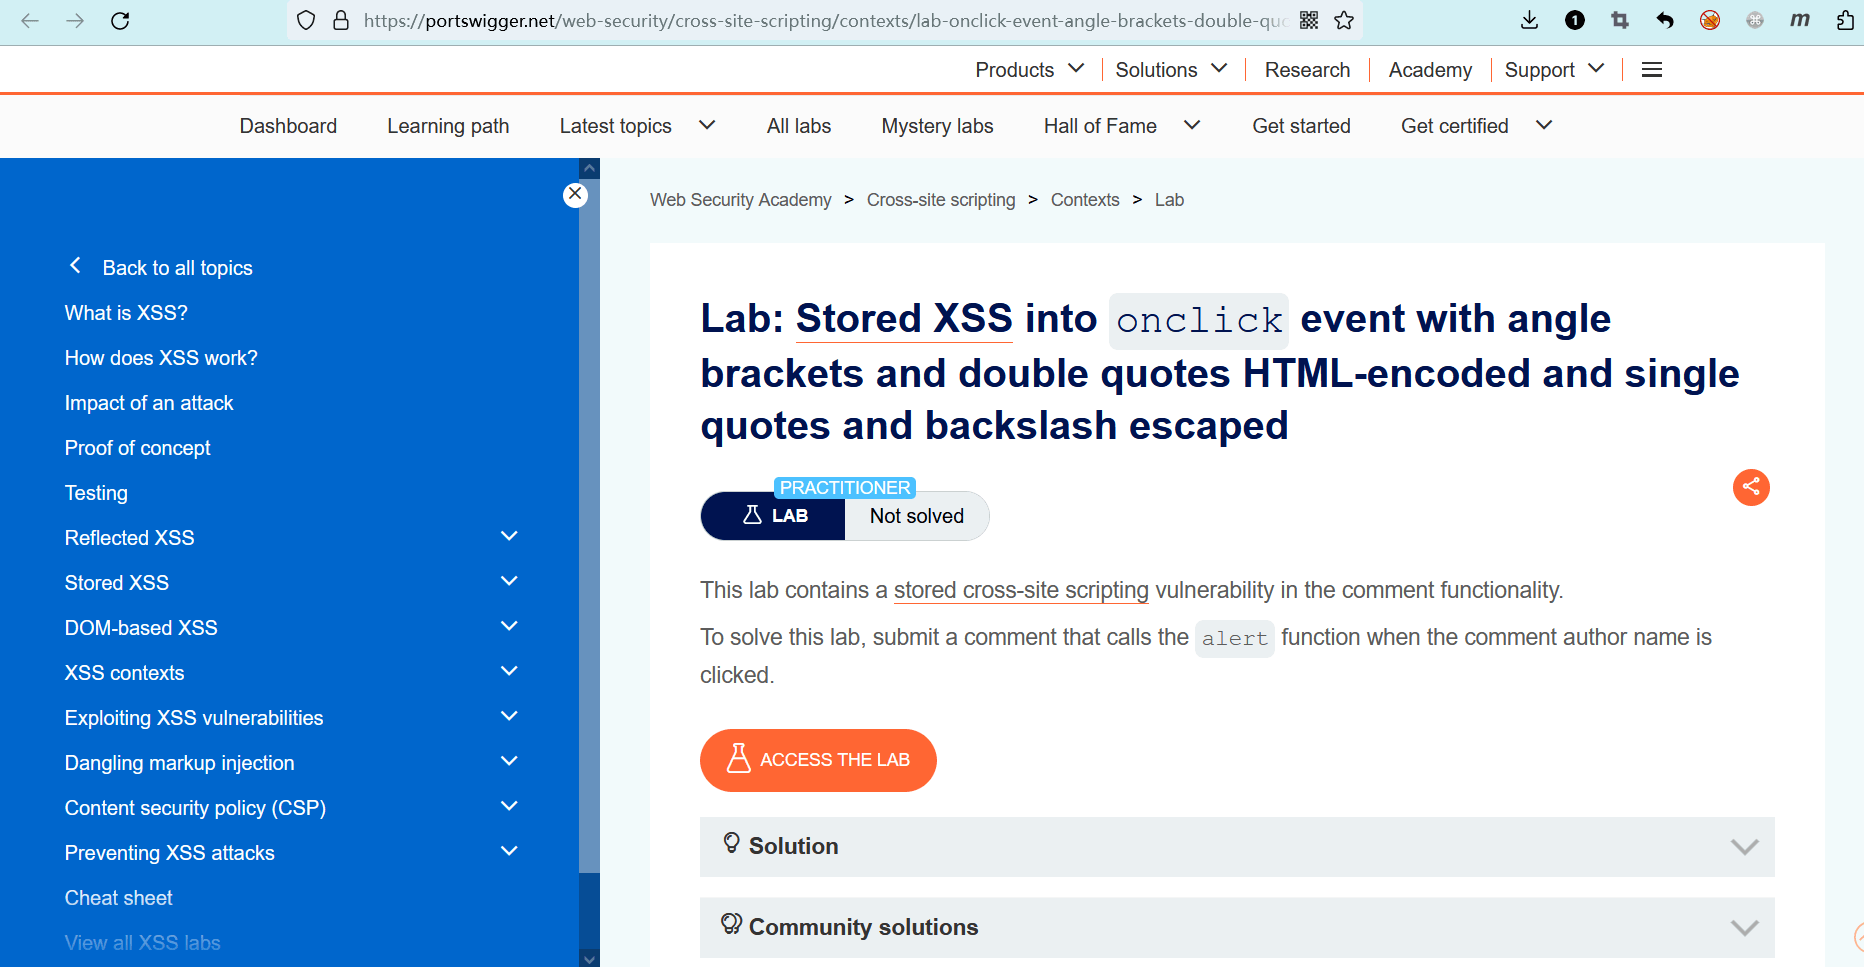 https://portswigger.net/web-security/cross-site-scripting/contexts/lab-onclick-event-angle-brackets-double-quo
1
m
Products
Solutions
Research
Academy
Support
Dashboard
Learning path
Latest topics
All labs
Mystery labs
Hall of Fame
Get started
Get certified
Back to all topics
What is XSS?
How does XSS work?
Impact of an attack
Proof of concept
Testing
Reflected XSS
Stored XSS
DOM-based XSS
XSS contexts
Exploiting XSS vulnerabilities
Dangling markup injection
Content security policy (CSP)
Preventing XSS attacks
Cheat sheet
View all XSS labs
Web Security Academy > Cross-site scripting > Contexts > Lab
Lab: Stored XSS into onclick event with angle
brackets and double quotes HTML-encoded and single
quotes and backslash escaped
PRACTITIONER
LAB
Not solved
This lab contains a stored cross-site scripting vulnerability in the comment functionality.
To solve this lab, submit a comment that calls the alert function when the comment author name is
clicked.
ACCESS THE LAB
Solution
Community solutions